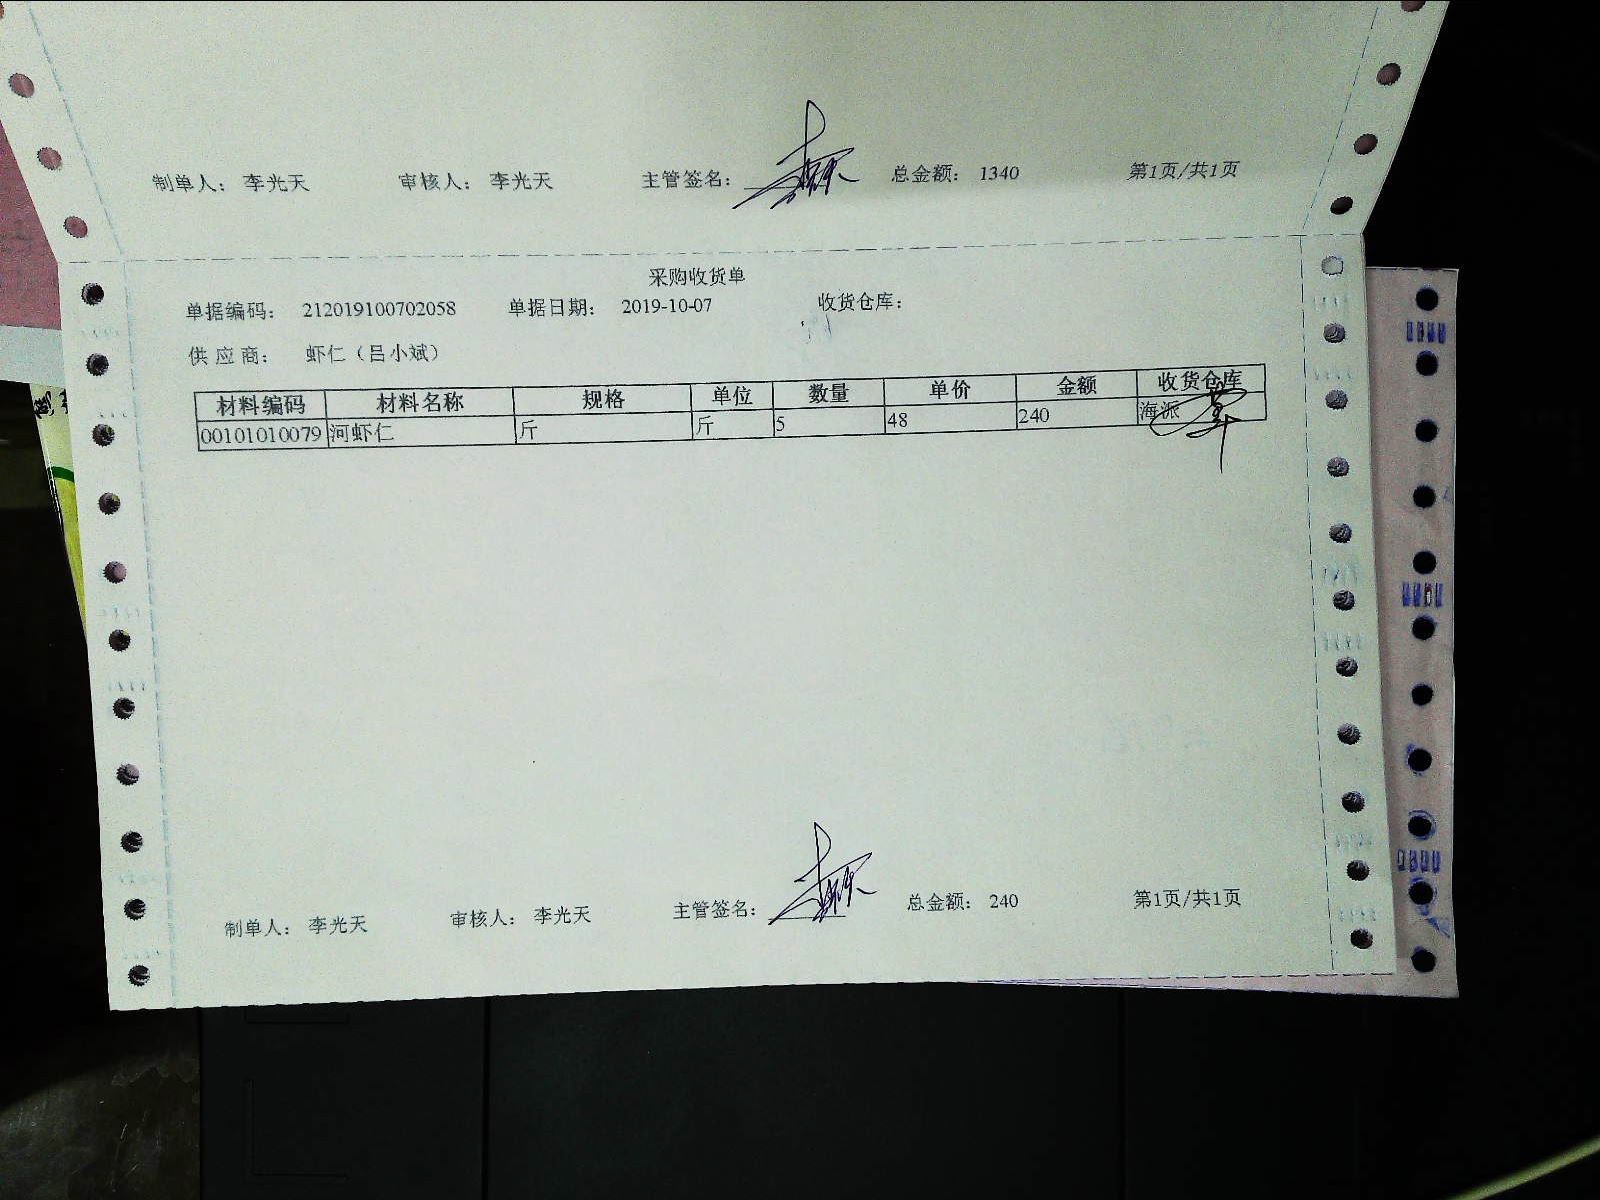 制单人： 李光天 审核人： 李光天 主管签名： 总金额： 1340 第1页/共1页
采购收货单
单据编码： 212019100702058 单据日期： 2019-10-07 收货仓库：
供 应 商： 虾仁（吕小斌）
材料编码 材料名称 规格 单位 数量 单价 金额 收货仓库
00101010079 河虾仁 斤 斤 5 48 240 海派
制单人： 李光天 审核人： 李光天 主管签名： 总金额： 240 第1页/共1页